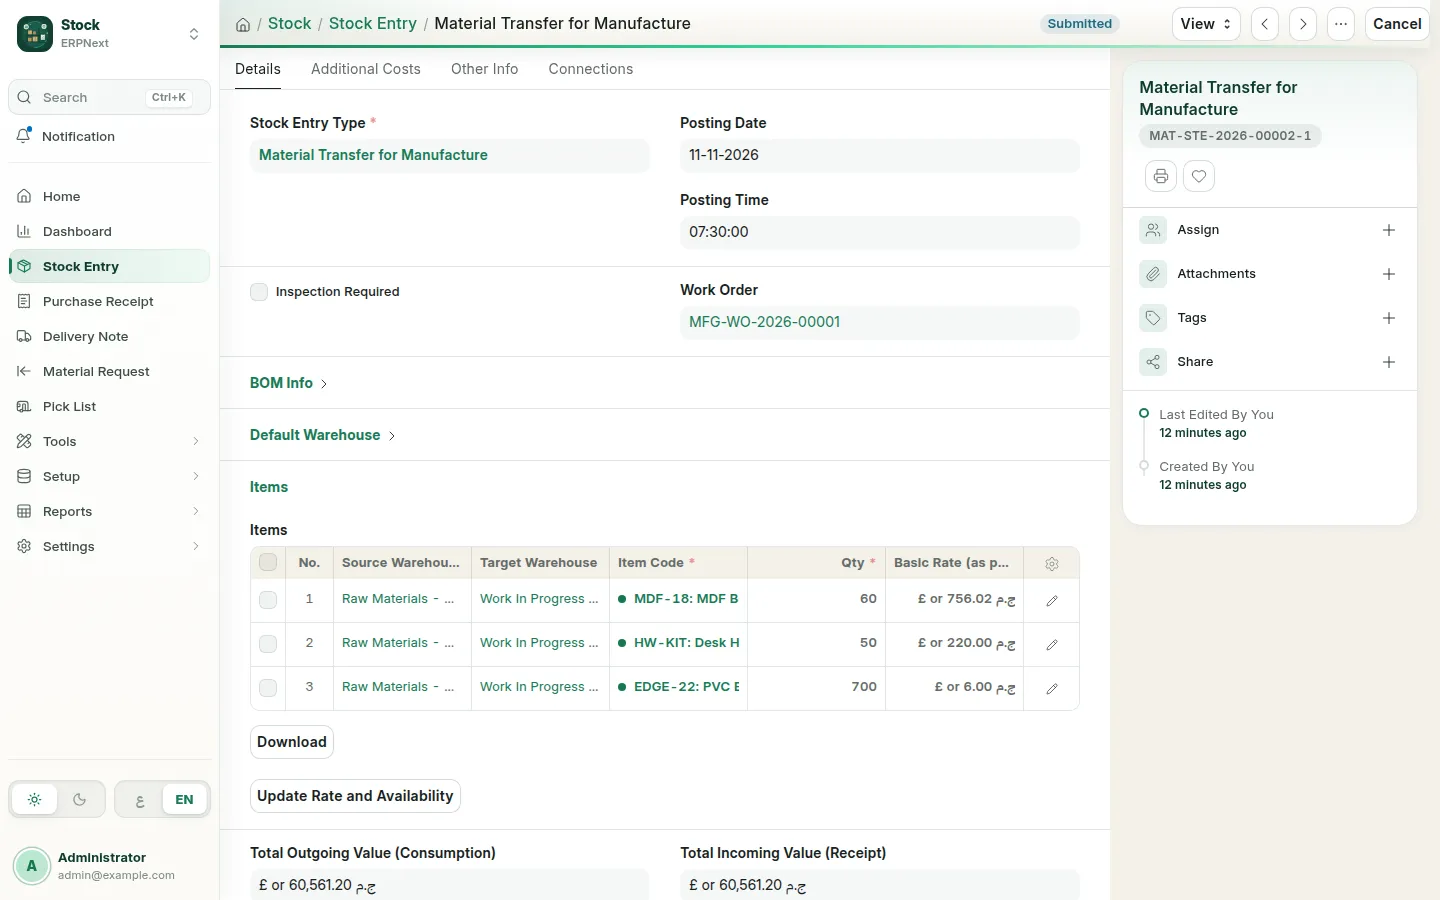 Stock
ERPNext
Search
Ctrl+K
Notification
Home
Dashboard
Stock Entry
Purchase Receipt
Delivery Note
Material Request
Pick List
Tools
Setup
Reports
Settings
ع
EN
A
Administrator
admin@example.com
/ Stock / Stock Entry / Material Transfer for Manufacture
Submitted
View
Cancel
Details
Additional Costs
Other Info
Connections
Stock Entry Type *
Material Transfer for Manufacture
Posting Date
11-11-2026
Posting Time
07:30:00
Inspection Required
Work Order
MFG-WO-2026-00001
BOM Info
Default Warehouse
Items
Items
No. Source Warehou... Target Warehouse Item Code * Qty * Basic Rate (as p...
1 Raw Materials - ... Work In Progress ... MDF-18: MDF B 60 £ or 756.02 ج.م
2 Raw Materials - ... Work In Progress ... HW-KIT: Desk H 50 £ or 220.00 ج.م
3 Raw Materials - ... Work In Progress ... EDGE-22: PVC E 700 £ or 6.00 ج.م
Download
Update Rate and Availability
Total Outgoing Value (Consumption)
£ or 60,561.20 ج.م
Total Incoming Value (Receipt)
£ or 60,561.20 ج.م
Material Transfer for
Manufacture
MAT-STE-2026-00002-1
Assign
Attachments
Tags
Share
Last Edited By You
12 minutes ago
Created By You
12 minutes ago